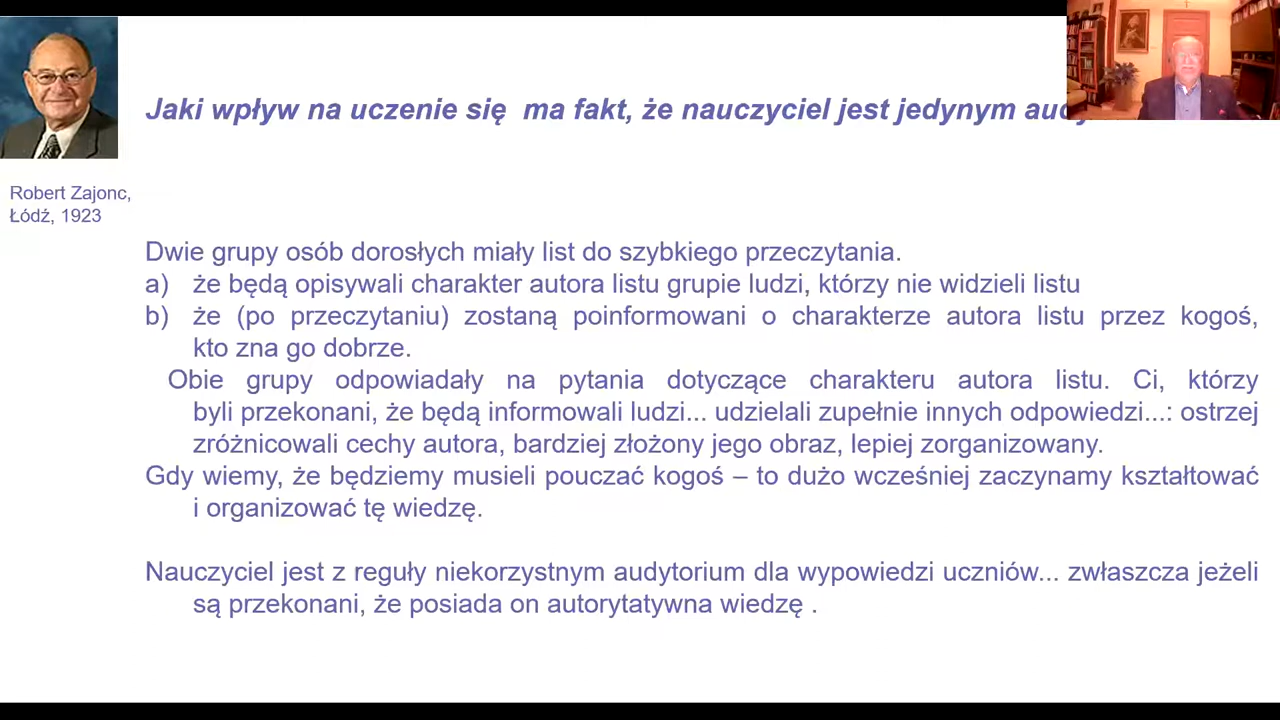 Jaki wpływ na uczenie się ma fakt, że nauczyciel jest jedynym
Robert Zajonc,
Łódź, 1923
Dwie grupy osób dorosłych miały list do szybkiego przeczytania.
a) że będą opisywali charakter autora listu grupie ludzi, którzy nie widzieli listu
b) że (po przeczytaniu) zostaną poinformowani o charakterze autora listu przez kogoś,
kto zna go dobrze.
Obie grupy odpowiadały na pytania dotyczące charakteru autora listu. Ci, którzy
byli przekonani, że będą informowali ludzi... udzielali zupełnie innych odpowiedzi...: ostrzej
zróżnicowali cechy autora, bardziej złożony jego obraz, lepiej zorganizowany.
Gdy wiemy, że będziemy musieli pouczać kogoś – to dużo wcześniej zaczynamy kształtować
i organizować tę wiedzę.
Nauczyciel jest z reguły niekorzystnym audytorium dla wypowiedzi uczniów... zwłaszcza jeżeli
są przekonani, że posiada on autorytatywna wiedzę .